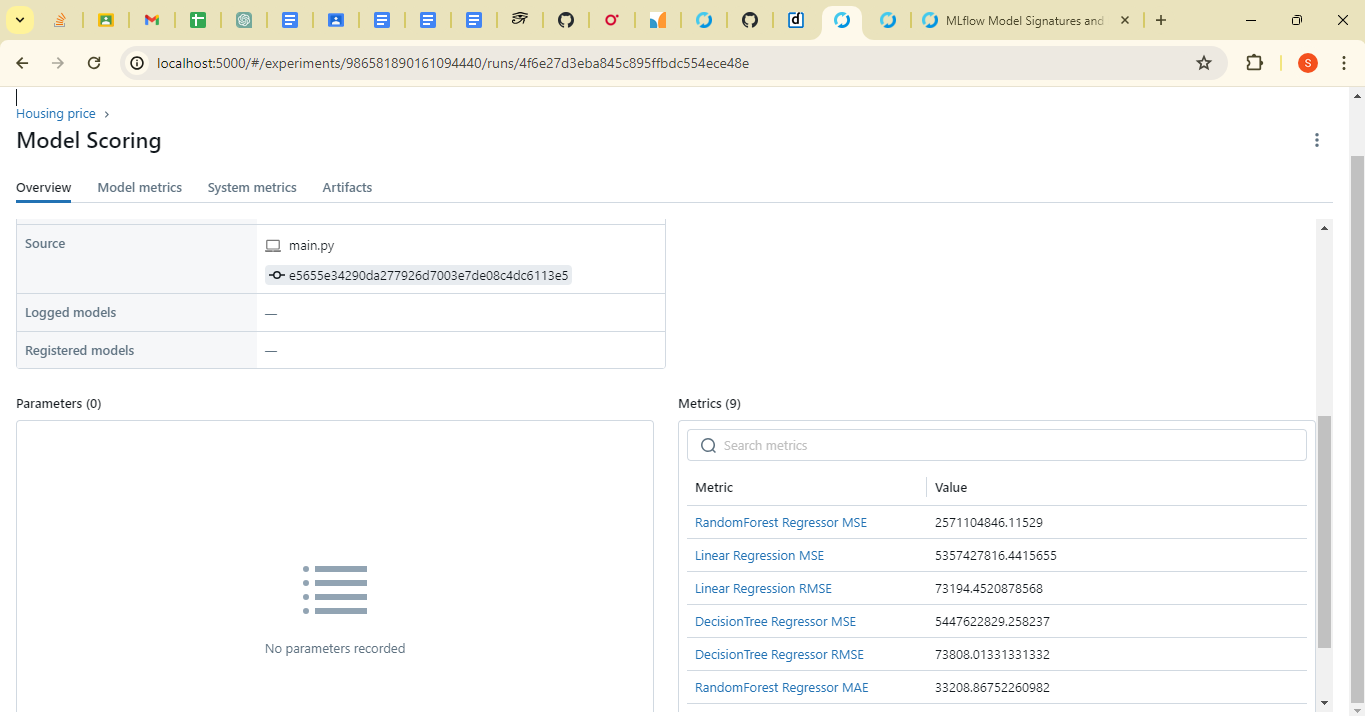 MLflow Model Signatures and
localhost:5000/#/experiments/986581890161094440/runs/4f6e27d3eba845c895ffbdc554ece48e
S
Housing price
Model Scoring
Overview Model metrics System metrics Artifacts
Source
main.py
e5655e34290da277926d7003e7de08c4dc6113e5
Logged models —
Registered models —
Parameters (0)
No parameters recorded
Metrics (9)
Search metrics
Metric Value
RandomForest Regressor MSE 2571104846.11529
Linear Regression MSE 5357427816.4415655
Linear Regression RMSE 73194.4520878568
DecisionTree Regressor MSE 5447622829.258237
DecisionTree Regressor RMSE 73808.01331331332
RandomForest Regressor MAE 33208.86752260982